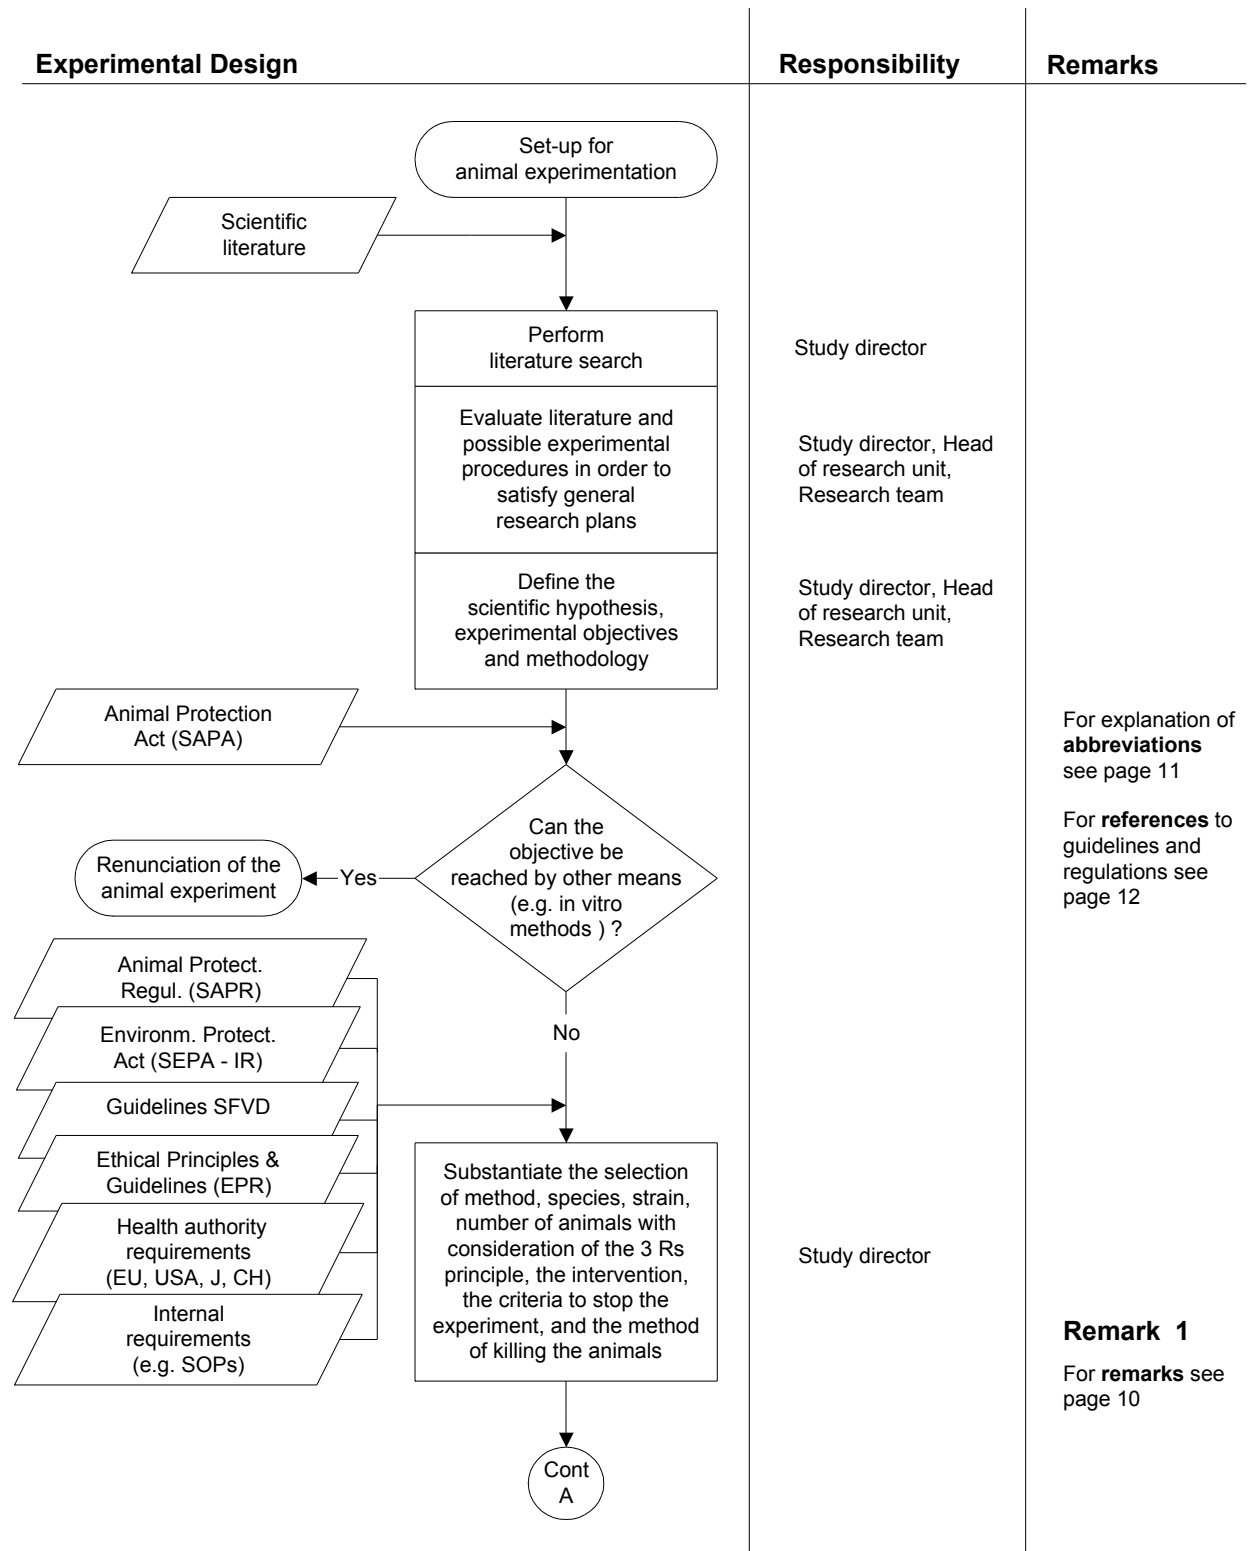 Experimental Design
Responsibility
Remarks
Set-up for
animal experimentation
Scientific
literature
Perform
literature search
Study director
Evaluate literature and
possible experimental
procedures in order to
satisfy general
research plans
Study director, Head
of research unit,
Research team
Define the
scientific hypothesis,
experimental objectives
and methodology
Study director, Head
of research unit,
Research team
Animal Protection
Act (SAPA)
For explanation of
abbreviations
see page 11
For references to
guidelines and
regulations see
page 12
Can the
objective be
reached by other means
(e.g. in vitro
methods ) ?
Yes
Renunciation of the
animal experiment
Animal Protect.
Regul. (SAPR)
Environm. Protect.
Act (SEPA - IR)
Guidelines SFVD
Ethical Principles &
Guidelines (EPR)
Health authority
requirements
(EU, USA, J, CH)
Internal
requirements
(e.g. SOPs)
No
Substantiate the selection
of method, species, strain,
number of animals with
consideration of the 3 Rs
principle, the intervention,
the criteria to stop the
experiment, and the method
of killing the animals
Study director
Remark 1
For remarks see
page 10
Cont
A